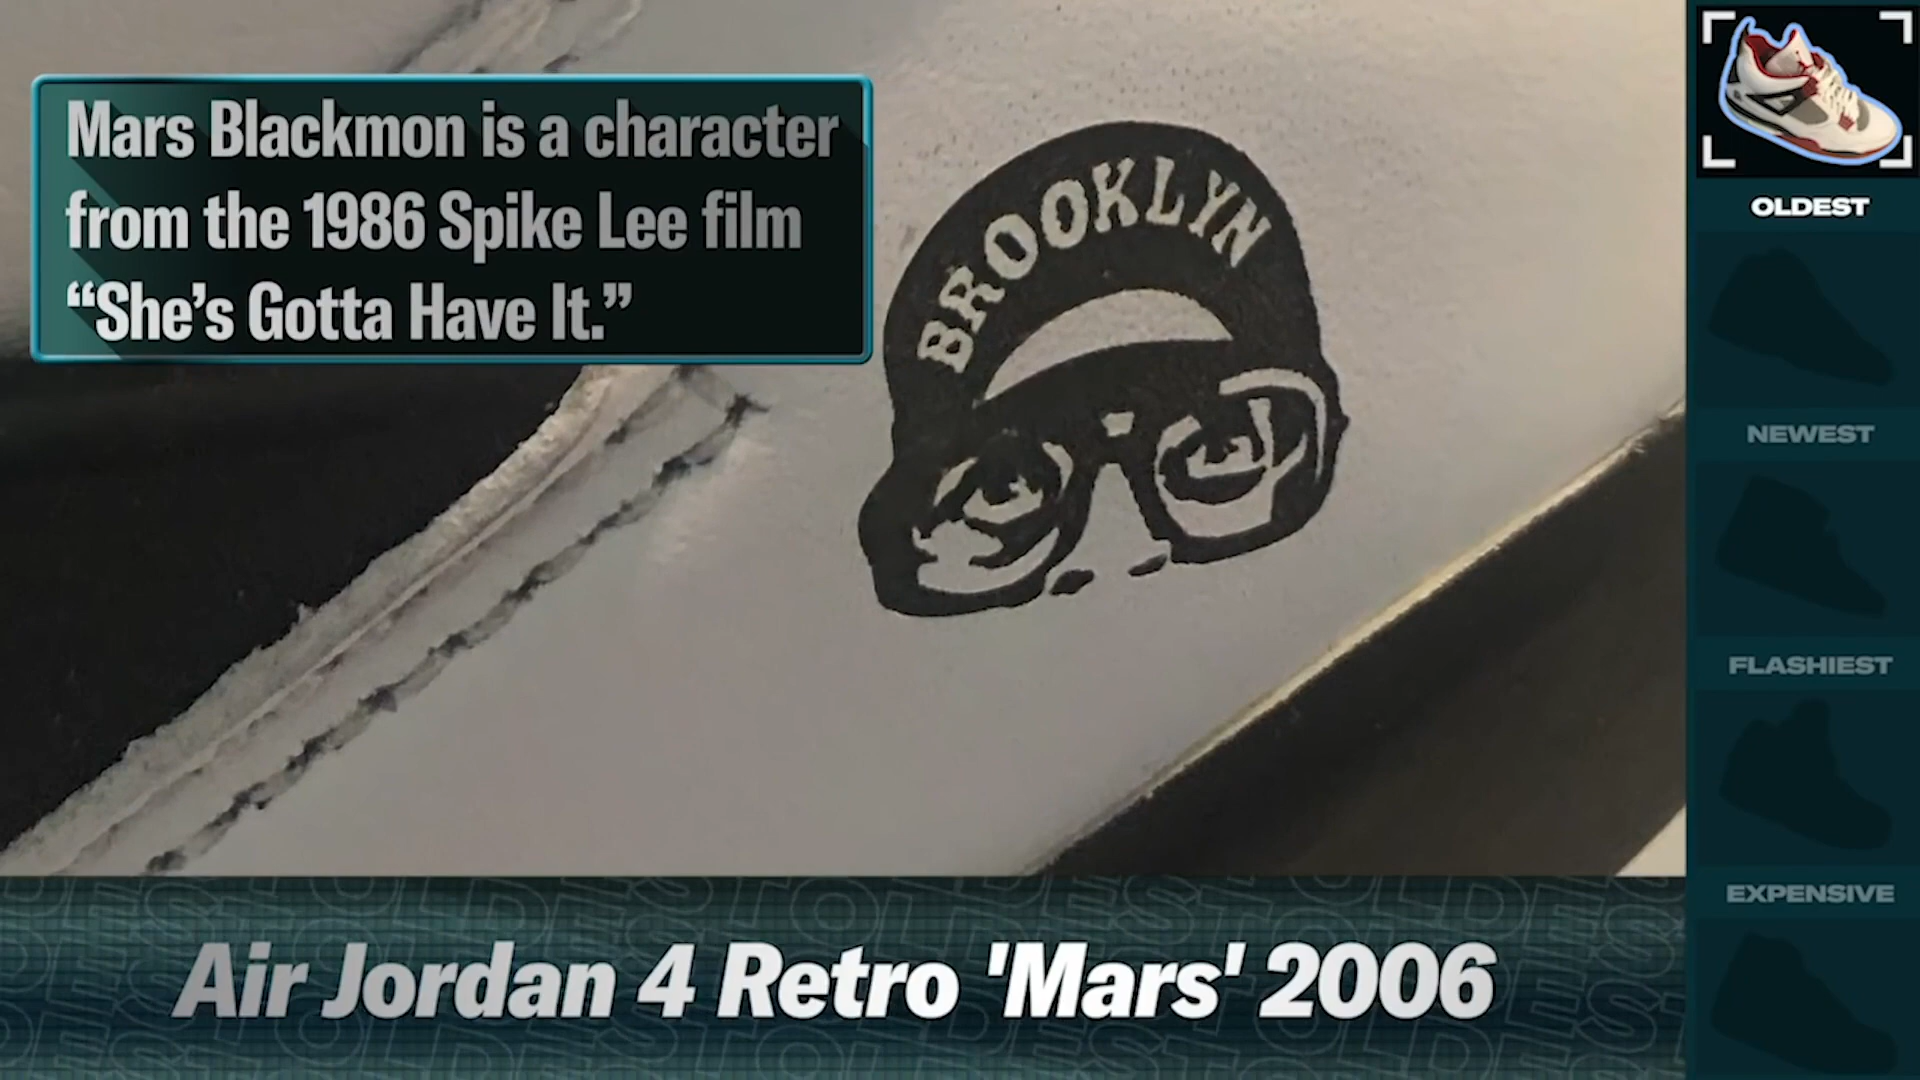 Mars Blackmon is a character
from the 1986 Spike Lee film
“She’s Gotta Have It.”
BROOKLYN
OLDEST
NEWEST
FLASHIEST
EXPENSIVE
Air Jordan 4 Retro 'Mars' 2006